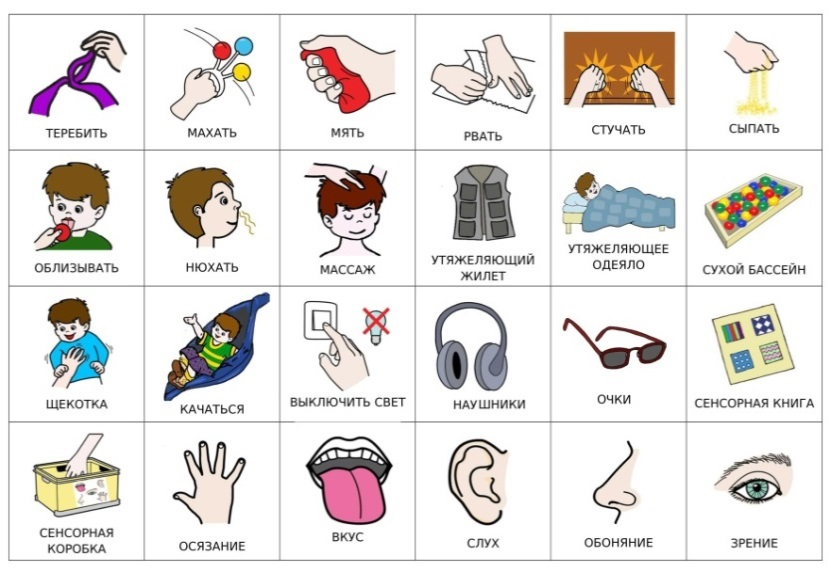 ТЕРЕБИТЬ
МАХАТЬ
МЯТЬ
РВАТЬ
СТУЧАТЬ
СЫПАТЬ
ОБЛИЗЫВАТЬ
НЮХАТЬ
МАССАЖ
УТЯЖЕЛЯЮЩИЙ
ЖИЛЕТ
УТЯЖЕЛЯЮЩЕЕ
ОДЕЯЛО
СУХОЙ БАССЕЙН
ЩЕКОТКА
КАЧАТЬСЯ
ВЫКЛЮЧИТЬ СВЕТ
НАУШНИКИ
ОЧКИ
СЕНСОРНАЯ КНИГА
СЕНСОРНАЯ
КОРОБКА
ОСЯЗАНИЕ
ВКУС
СЛУХ
ОБОНЯНИЕ
ЗРЕНИЕ